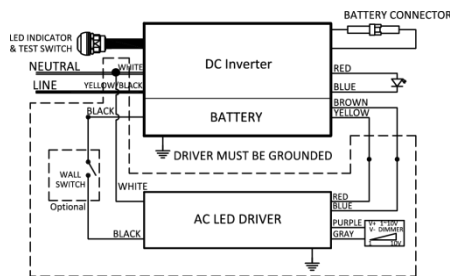 BATTERY CONNECTOR
LED INDICATOR
& TEST SWITCH
DC Inverter
NEUTRAL
WHITE
RED
LINE
YELLOW/BLACK
BLUE
BROWN
BLACK
BATTERY
YELLOW
DRIVER MUST BE GROUNDED
WALL
SWITCH
Optional
WHITE
AC LED DRIVER
RED
BLUE
PURPLE
V+ 1~10V
GRAY
V- DIMMER
BLACK
10V